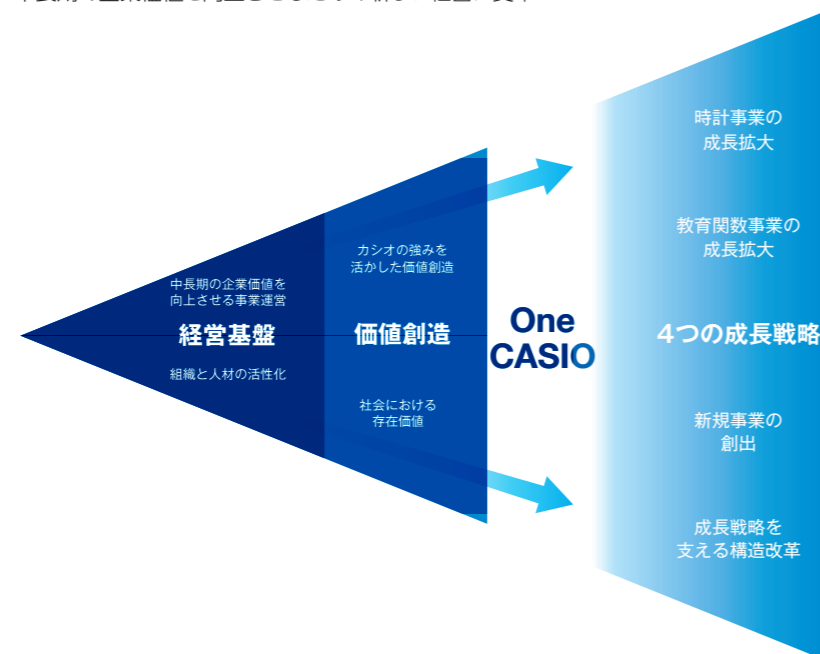 中長期の企業価値を
向上させる事業運営
経営基盤
組織と人材の活性化
カシオの強みを
活かした価値創造
価値創造
社会における
存在価値
One
CASIO
時計事業の
成長拡大
教育関数事業の
成長拡大
4つの成長戦略
新規事業の
創出
成長戦略を
支える構造改革